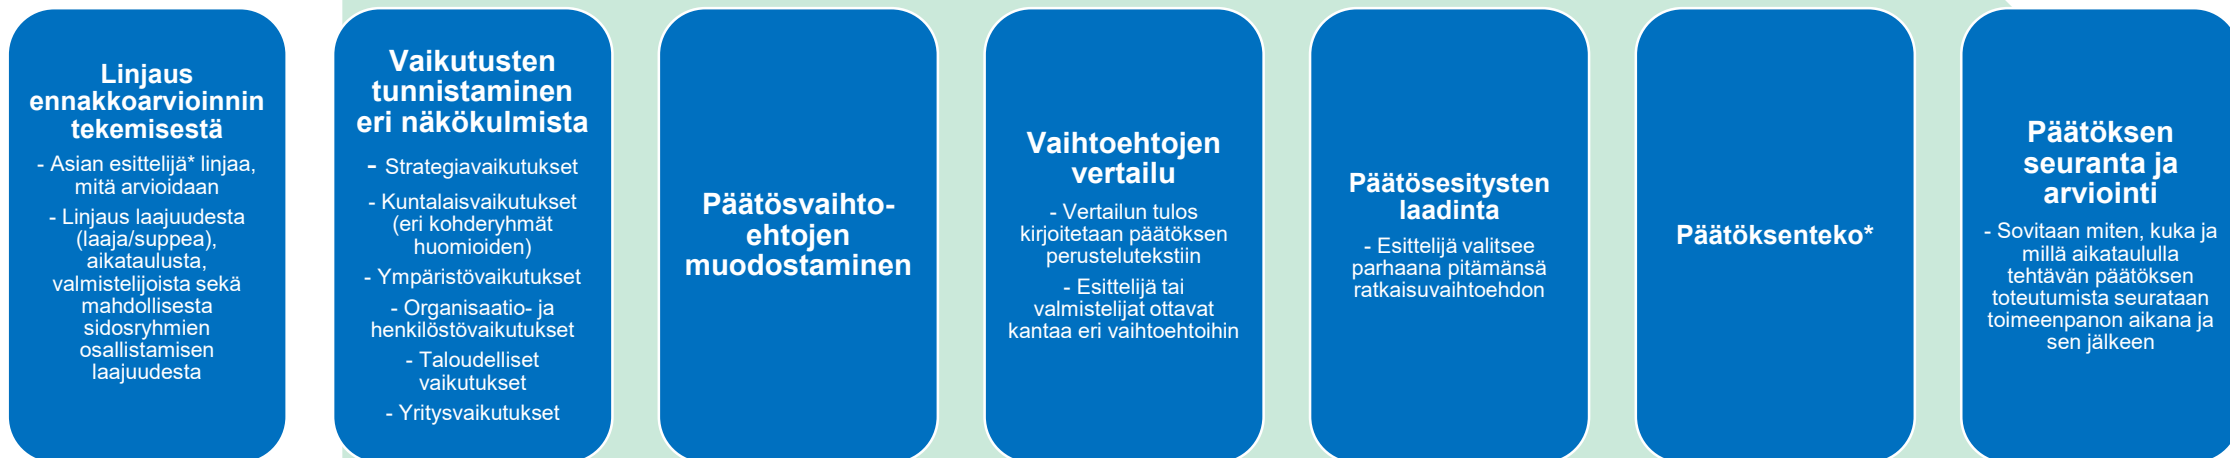 Linjaus
ennakkoarvioinnin
tekemisestä
- Asian esittelijä* linjaa,
mitä arvioidaan
- Linjaus laajuudesta
(laaja/suppea),
aikataulusta,
valmistelijoista sekä
mahdollisesta
sidosryhmien
osallistamisen
laajuudesta
Vaikutusten
tunnistaminen
eri näkökulmista
- Strategiavaikutukset
- Kuntalaisvaikutukset
(eri kohderyhmät
huomioiden)
- Ympäristövaikutukset
- Organisaatio- ja
henkilöstövaikutukset
- Taloudelliset
vaikutukset
- Yritysvaikutukset
Päätösvaihto-
ehtojen
muodostaminen
Vaihtoehtojen
vertailu
- Vertailun tulos
kirjoitetaan päätöksen
perustelutekstiin
- Esittelijä tai
valmistelijat ottavat
kantaa eri vaihtoehtoihin
Päätösesitysten
laadinta
- Esittelijä valitsee
parhaana pitämänsä
ratkaisuvaihtoehdon
Päätöksenteko*
Päätöksen
seuranta ja
arviointi
- Sovitaan miten, kuka ja
millä aikataululla
tehtävän päätöksen
toteutumista seurataan
toimeenpanon aikana ja
sen jälkeen